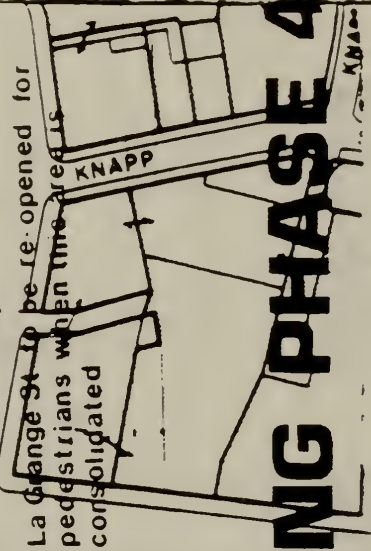 La Grange St to be re-opened for
pedestrians when this area is
consolidated
KNAPP
NG PHASE 4